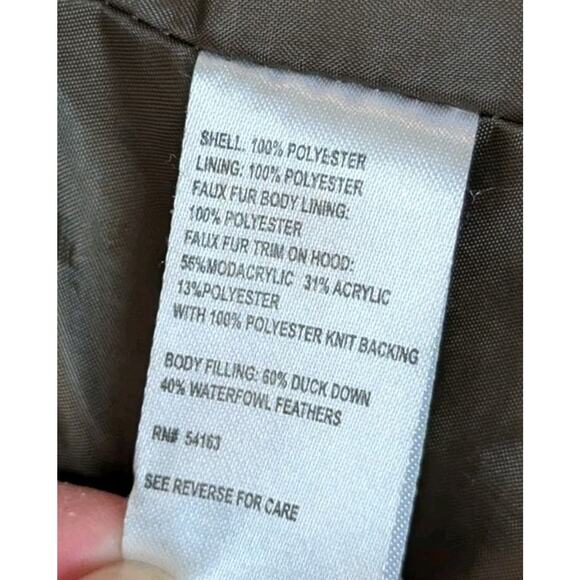 SHELL: 100% POLYESTER
LINING: 100% POLYESTER
FAUX FUR BODY LINING:
100% POLYESTER
FAUX FUR TRIM ON HOOD:
56%MODACRYLIC 31% ACRYLIC
13%POLYESTER
WITH 100% POLYESTER KNIT BACKING
BODY FILLING: 60% DUCK DOWN
40% WATERFOWL FEATHERS
RN# 54163
SEE REVERSE FOR CARE